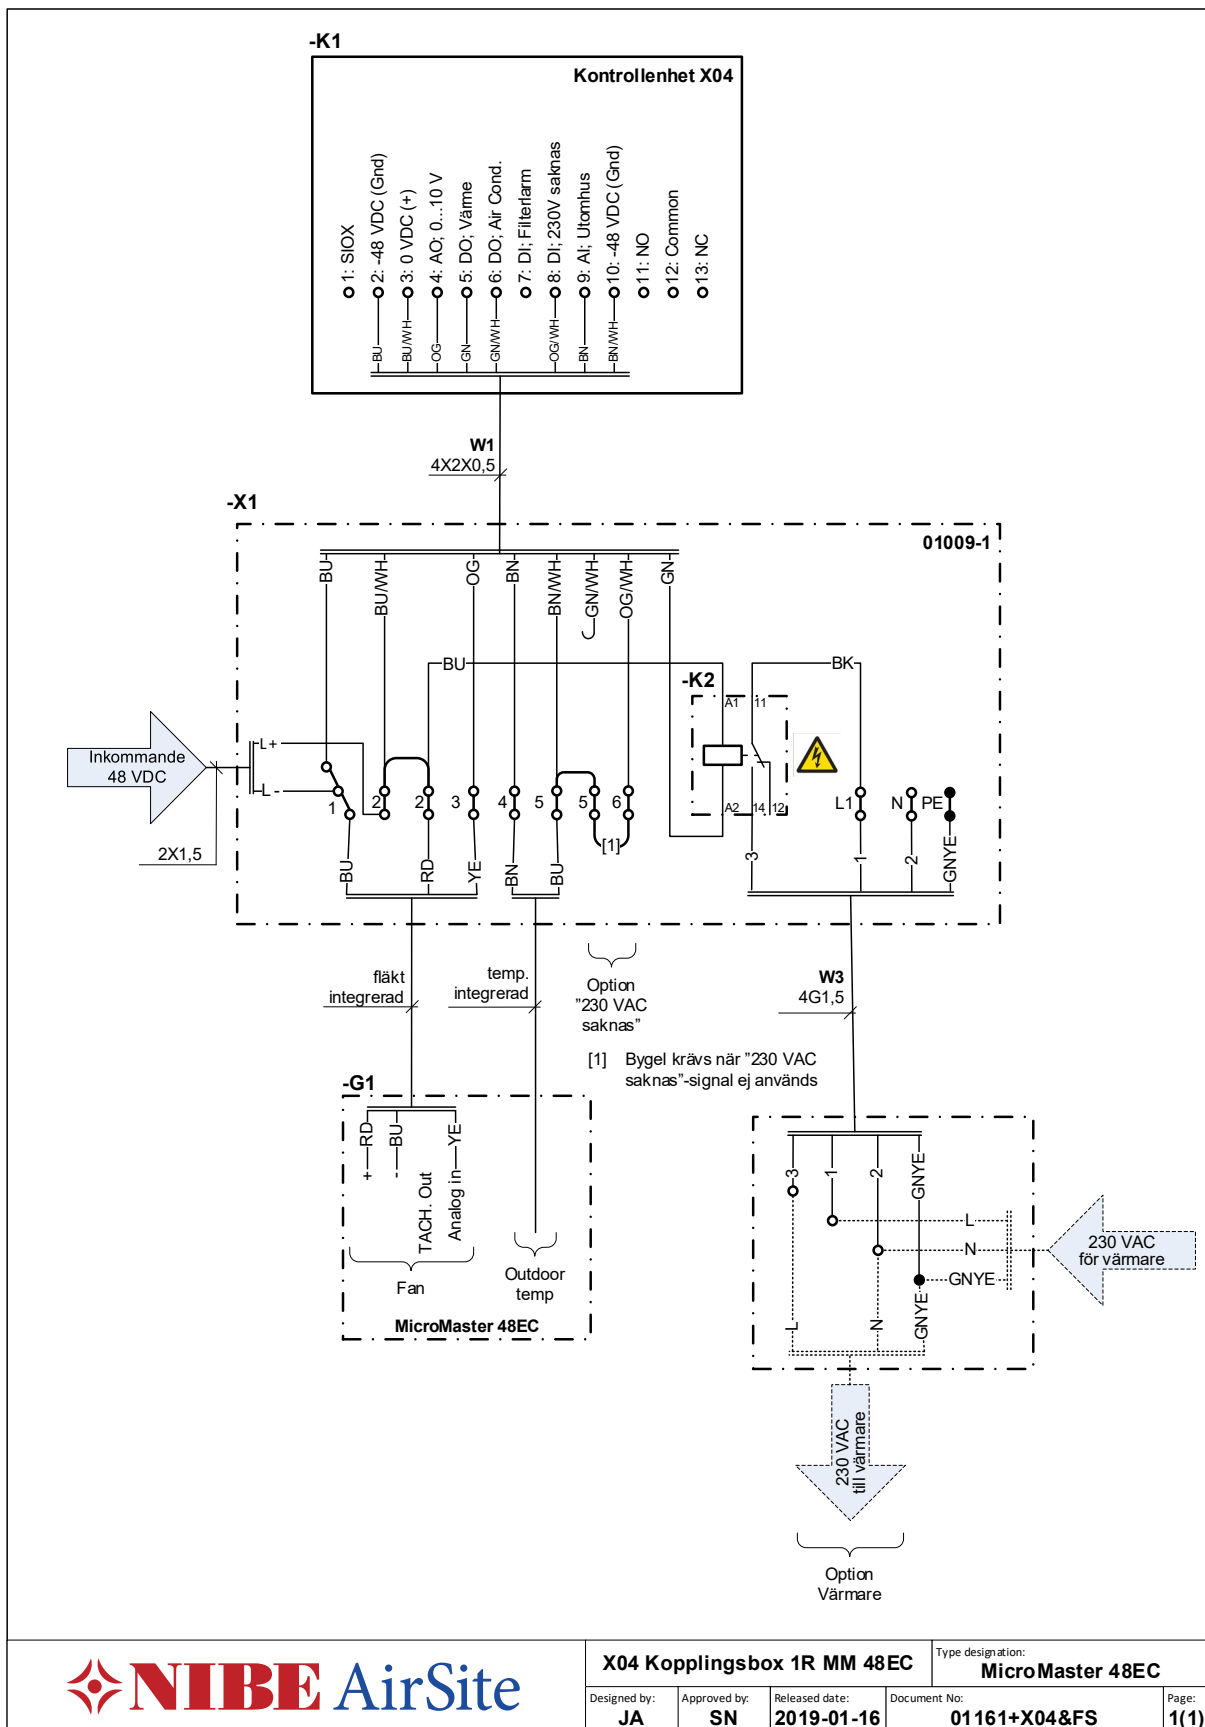 -K1
Kontrollenhet X04
1: SIOX
2: -48 VDC (Gnd)
3: 0 VDC (+)
4: AO; 0...10 V
5: DO; Värme
6: DO; Air Cond.
7: DI; Filterlarm
8: DI; 230V saknas
9: AI; Utomhus
10: -48 VDC (Gnd)
11: NO
12: Common
13: NC
BU
BU/WH
OG
GN
GN/WH
OG/WH
BN
BN/WH
W1
4X2X0,5
-X1
01009-1
BU
BU/WH
OG
BN
BN/WH
GN/WH
OG/WH
GN
BU
BK
-K2
A1
11
Inkommande
48 VDC
L+
L-
1
2
2
3
4
5
5
6
A2
14
12
L1
N
PE
[1]
2X1,5
BU
RD
YE
BN
BU
3
1
2
GNYE
fläkt
integrerad
temp.
integrerad
Option
"230 VAC
saknas"
W3
4G1,5
[1] Bygel krävs när "230 VAC
saknas"-signal ej används
-G1
RD
BU
YE
+
-
TACH. Out
Analog in
Fan
Outdoor
temp
MicroMaster 48EC
3
1
2
GNYE
L
N
GNYE
230 VAC
för värmare
L
N
GNYE
230 VAC
till värmare
Option
Värmare
NIBE AirSite
X04 Kopplingsbox 1R MM 48EC
Type designation:
MicroMaster 48EC
Designed by:
JA
Approved by:
SN
Released date:
2019-01-16
Document No:
01161+X04&FS
Page:
1(1)